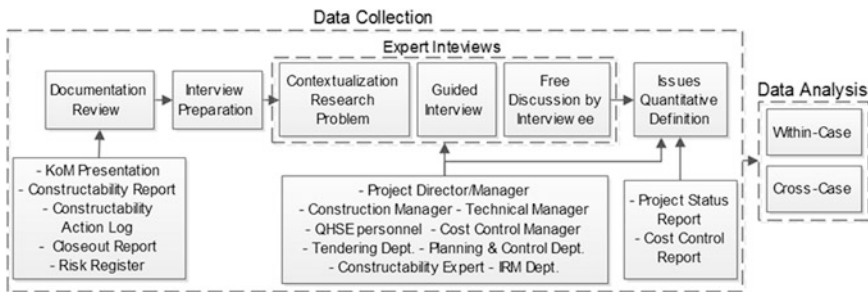 Data Collection
Expert Inteviews
Documentation
Review
Interview
Preparation
Contextualization
Research
Problem
Guided
Interview
Free
Discussion by
Interviewee
Issues
Quantitative
Definition
Data Analysis
Within-Case
Cross-Case
- KoM Presentation
- Constructability Report
- Constructability
Action Log
- Closeout Report
- Risk Register
- Project Director/Manager
- Construction Manager - Technical Manager
- QHSE personnel - Cost Control Manager
- Tendering Dept. - Planning & Control Dept.
- Constructability Expert - IRM Dept.
- Project Status
Report
- Cost Control
Report